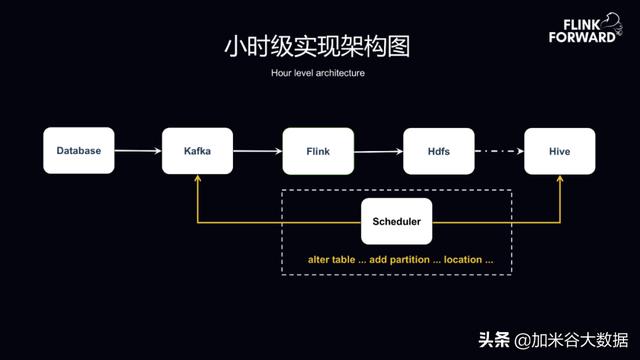 小时级实现架构图
FLINK
FORWARD
Hour level architecture
Database
Kafka
Flink
Hdfs
Hive
Scheduler
alter table ... add partition ... location ...
头条 @加米谷大数据